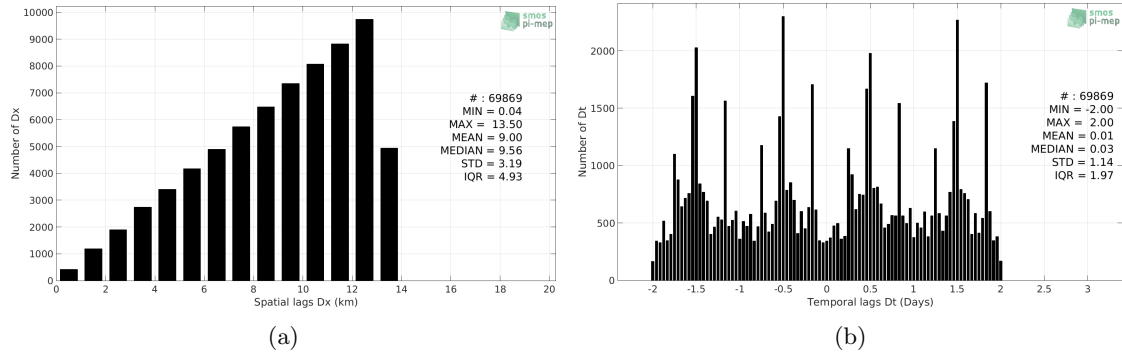 10000
9000
8000
7000
6000
5000
4000
3000
2000
1000
0
Number of Dx
0 2 4 6 8 10 12 14 16 18 20
Spatial lags Dx (km)
smos
pi-mep
# : 69869
MIN = 0.04
MAX = 13.50
MEAN = 9.00
MEDIAN = 9.56
STD = 3.19
IQR = 4.93
(a)
2000
1500
1000
500
0
Number of Dt
-2 -1.5 -1 -0.5 0 0.5 1 1.5 2 2.5 3
Temporal lags Dt (Days)
smos
pi-mep
# : 69869
MIN = -2.00
MAX = 2.00
MEAN = 0.01
MEDIAN = 0.03
STD = 1.14
IQR = 1.97
(b)